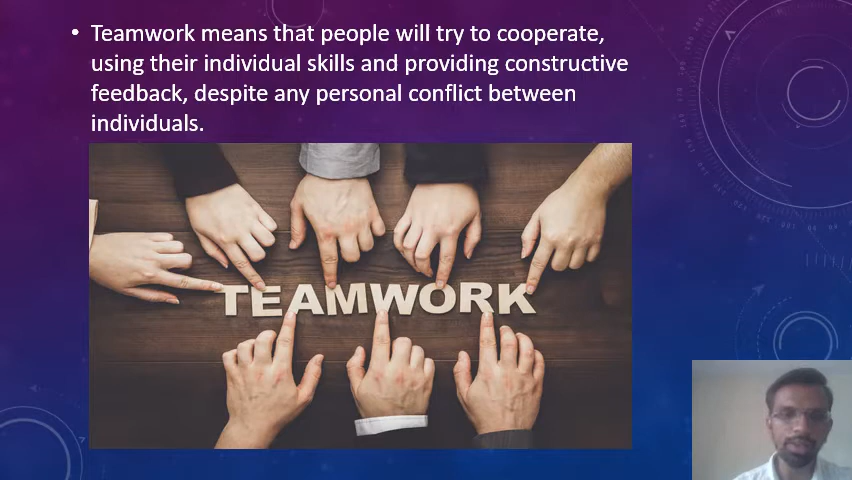 • Teamwork means that people will try to cooperate,
using their individual skills and providing constructive
feedback, despite any personal conflict between
individuals.
TEAMWORK